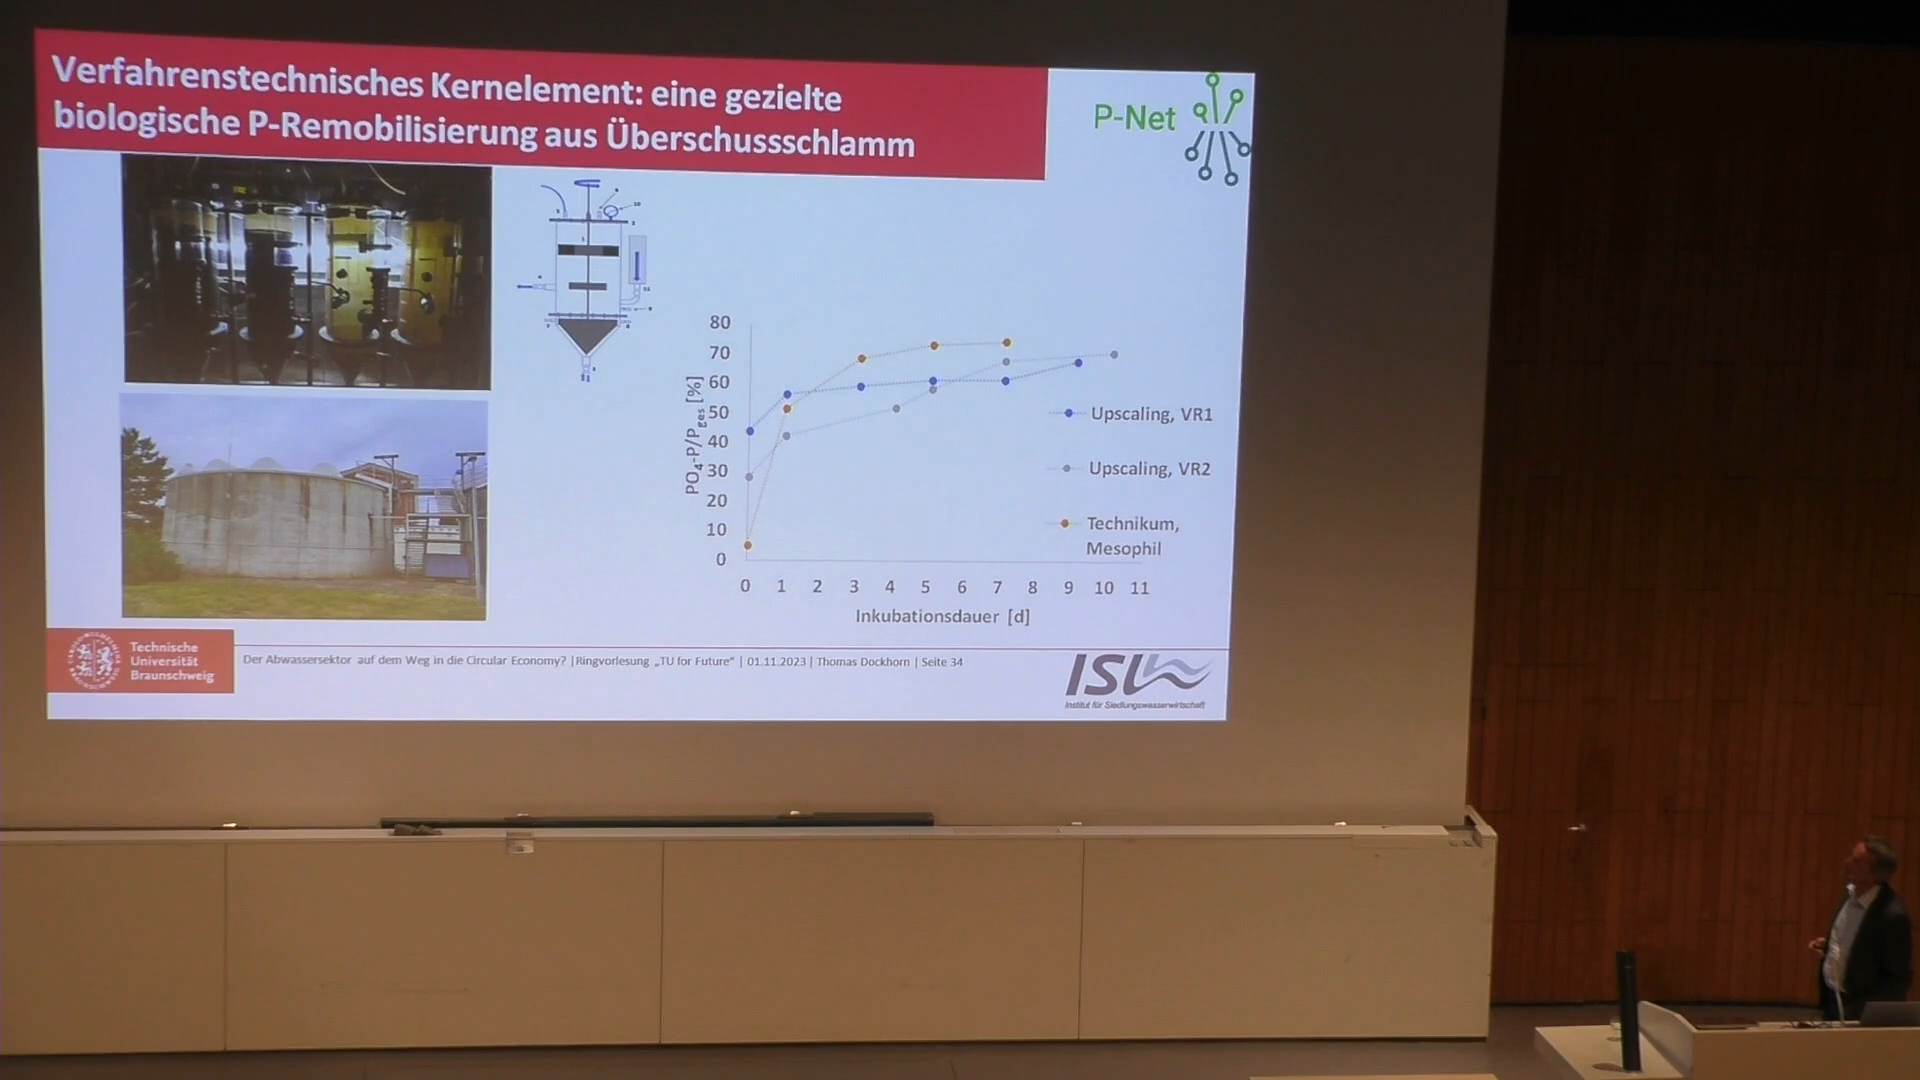 Verfahrenstechnisches Kernelement: eine gezielte
biologische P-Remobilisierung aus Überschussschlamm
P-Net
80
70
60
50
40
30
20
10
0
PO4-P/Pges [%]
0 1 2 3 4 5 6 7 8 9 10 11
Inkubationsdauer [d]
Upscaling, VR1
Upscaling, VR2
Technikum,
Mesophil
Technische
Universität
Braunschweig
Der Abwassersektor auf dem Weg in die Circular Economy? |Ringvorlesung „TU for Future“ | 01.11.2023 | Thomas Dockhorn | Seite 34
ISW
Institut für Siedlungswasserwirtschaft